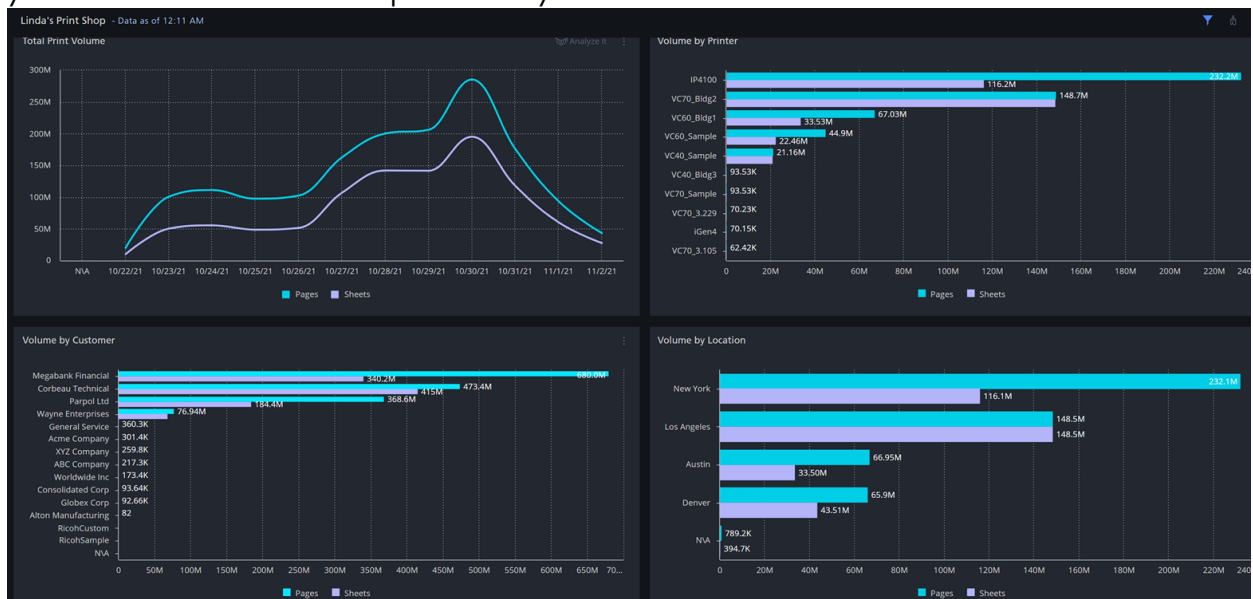 Linda's Print Shop - Data as of 12:11 AM
Total Print Volume
Analyze It
300M
250M
200M
150M
100M
50M
0
N\A 10/22/21 10/23/21 10/24/21 10/25/21 10/26/21 10/27/21 10/28/21 10/29/21 10/30/21 10/31/21 11/1/21 11/2/21
Pages Sheets
Volume by Printer
IP4100 232.2M
116.2M
VC70_Bldg2 148.7M
VC60_Bldg1 67.03M
33.53M
VC60_Sample 44.9M
22.46M
VC40_Sample 21.16M
VC40_Bldg3 93.53K
VC70_Sample 93.53K
VC70_3.229 70.23K
iGen4 70.15K
VC70_3.105 62.42K
0 20M 40M 60M 80M 100M 120M 140M 160M 180M 200M 220M 240
Pages Sheets
Volume by Customer
Megabank Financial 680.0M
340.2M
Corbeau Technical 473.4M
415M
Parpol Ltd 368.6M
184.4M
Wayne Enterprises 76.94M
General Service 360.3K
Acme Company 301.4K
XYZ Company 259.8K
ABC Company 217.3K
Worldwide Inc 173.4K
Consolidated Corp 93.64K
Globex Corp 92.66K
Alton Manufacturing 82
RicohCustom
RicohSample
N\A
0 50M 100M 150M 200M 250M 300M 350M 400M 450M 500M 550M 600M 650M 70...
Pages Sheets
Volume by Location
New York 232.1M
116.1M
Los Angeles 148.5M
148.5M
Austin 66.95M
33.50M
Denver 65.9M
43.51M
N\A 789.2K
394.7K
0 20M 40M 60M 80M 100M 120M 140M 160M 180M 200M 220M 240
Pages Sheets